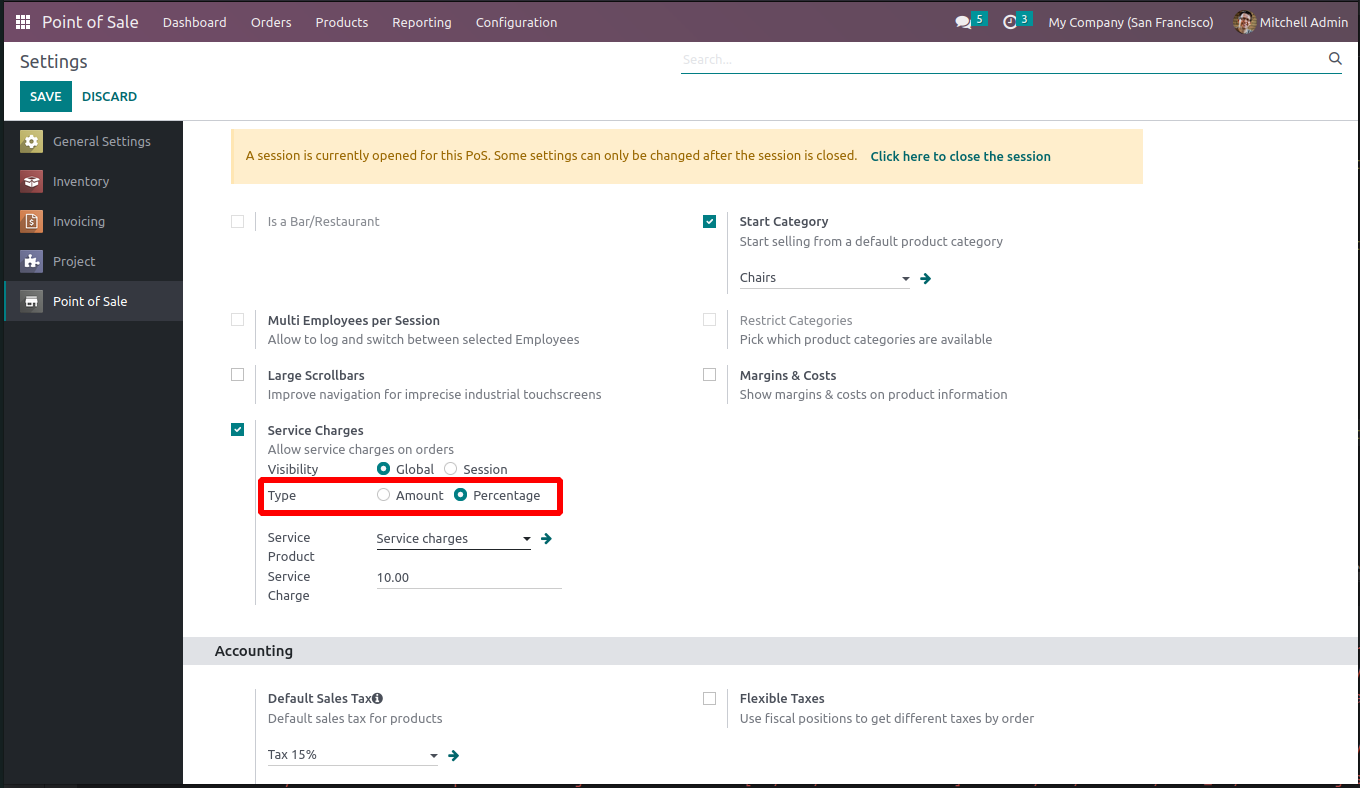 Point of Sale Dashboard Orders Products Reporting Configuration 5 3 My Company (San Francisco) Mitchell Admin
Settings
Search...
SAVE DISCARD
General Settings
Inventory
Invoicing
Project
Point of Sale
A session is currently opened for this PoS. Some settings can only be changed after the session is closed. Click here to close the session
Is a Bar/Restaurant
Start Category
Start selling from a default product category
Chairs
Multi Employees per Session
Allow to log and switch between selected Employees
Restrict Categories
Pick which product categories are available
Large Scrollbars
Improve navigation for imprecise industrial touchscreens
Margins & Costs
Show margins & costs on product information
Service Charges
Allow service charges on orders
Visibility Global Session
Type Amount Percentage
Service
Product
Service charges
Service
Charge
10.00
Accounting
Default Sales Tax
Default sales tax for products
Tax 15%
Flexible Taxes
Use fiscal positions to get different taxes by order